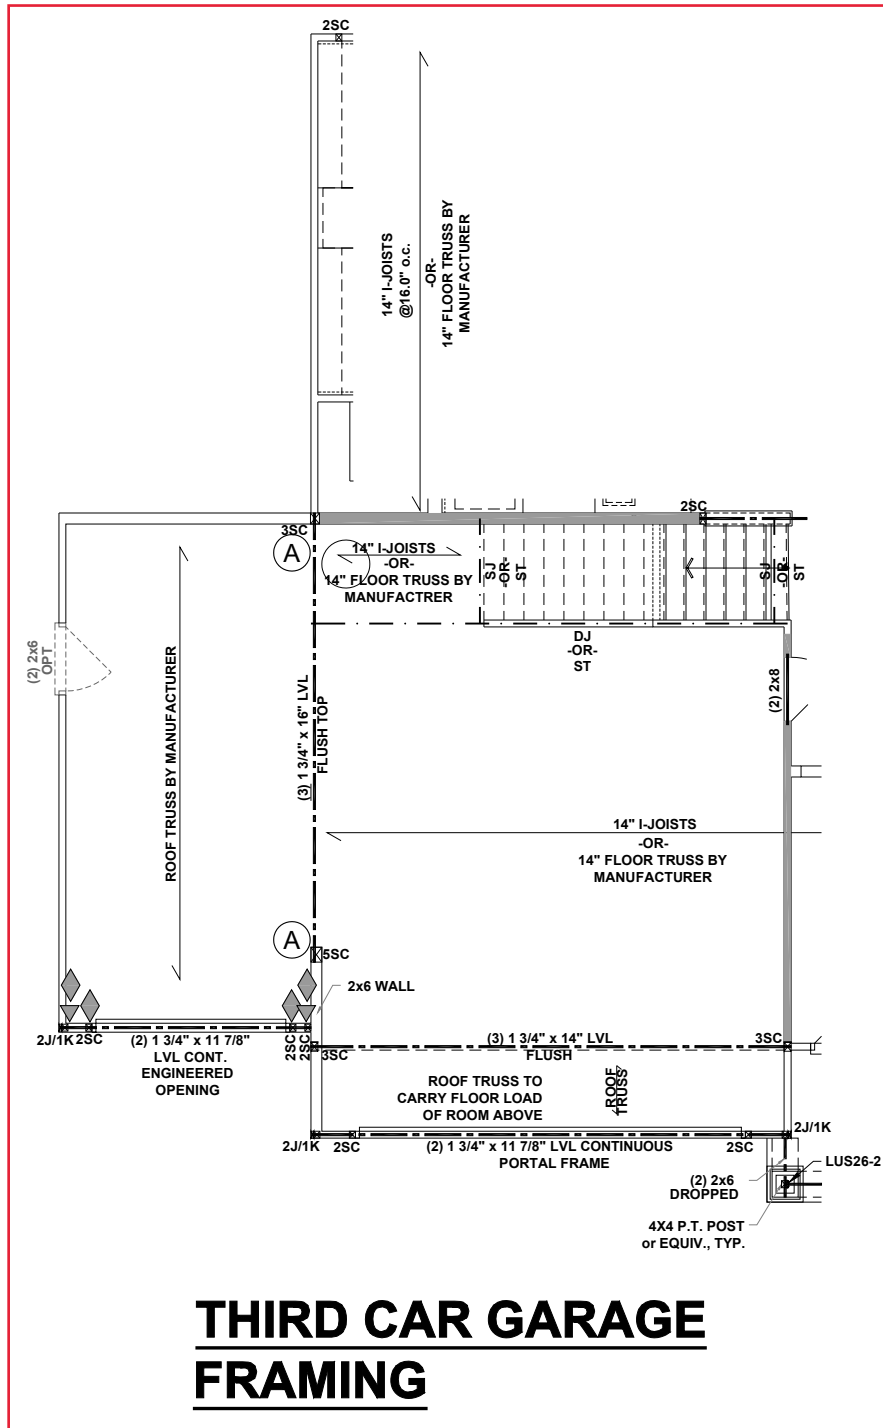 2SC
14" I-JOISTS
@16.0" o.c.
-OR-
14" FLOOR TRUSS BY
MANUFACTURER
2SC
3SC
A
14" I-JOISTS
-OR-
14" FLOOR TRUSS BY
MANUFACTRER
SJ
-OR-
ST
SJ
-OR-
ST
DJ
-OR-
ST
(2) 2x6
OPT
ROOF TRUSS BY MANUFACTURER
(3) 1 3/4" x 16" LVL
FLUSH TOP
(2) 2x8
14" I-JOISTS
-OR-
14" FLOOR TRUSS BY
MANUFACTURER
A
5SC
2x6 WALL
2J/1K
2SC
(2) 1 3/4" x 11 7/8"
LVL CONT.
ENGINEERED
OPENING
2SC
2SC
3SC
(3) 1 3/4" x 14" LVL
FLUSH
3SC
ROOF TRUSS TO
CARRY FLOOR LOAD
OF ROOM ABOVE
ROOF
TRUSS
2J/1K
2SC
(2) 1 3/4" x 11 7/8" LVL CONTINUOUS
PORTAL FRAME
2SC
2J/1K
LUS26-2
(2) 2x6
DROPPED
4X4 P.T. POST
or EQUIV., TYP.
THIRD CAR GARAGE
FRAMING